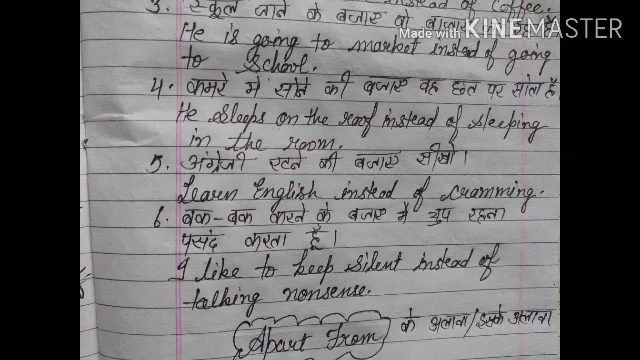 Made with KINEMASTER
instead of Coffee.
3. स्कूल जाने के बजाए वो बाजार
He is going to market instead of going
to School.
4. कमरे में सोने की बजाए वह छत पर सोता है
He sleeps on the roof instead of sleeping
in the room.
5. अंग्रेजी रटने की बजाए सीखो।
Learn English instead of cramming.
6. बक-बक करने के बजाए मैं चुप रहना
पसंद करता हूँ।
I like to keep silent instead of
talking nonsense.
Apart From के अलावा/इसके अलावा